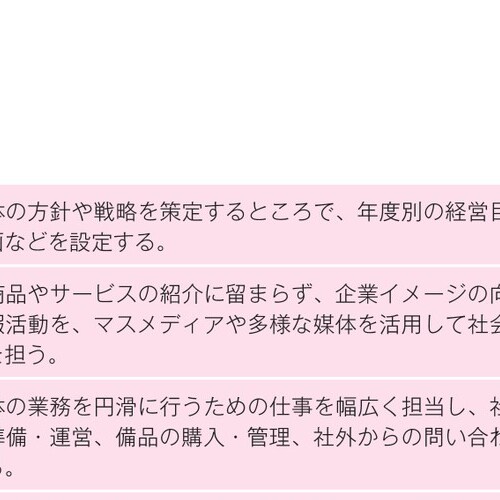 体の方針や戦略を策定するところで、年度別の経営目
画などを設定する。
商品やサービスの紹介に留まらず、企業イメージの向
報活動を、マスメディアや多様な媒体を活用して社会
を担う。
体の業務を円滑に行うための仕事を幅広く担当し、社
準備・運営、備品の購入・管理、社外からの問い合わ
る。